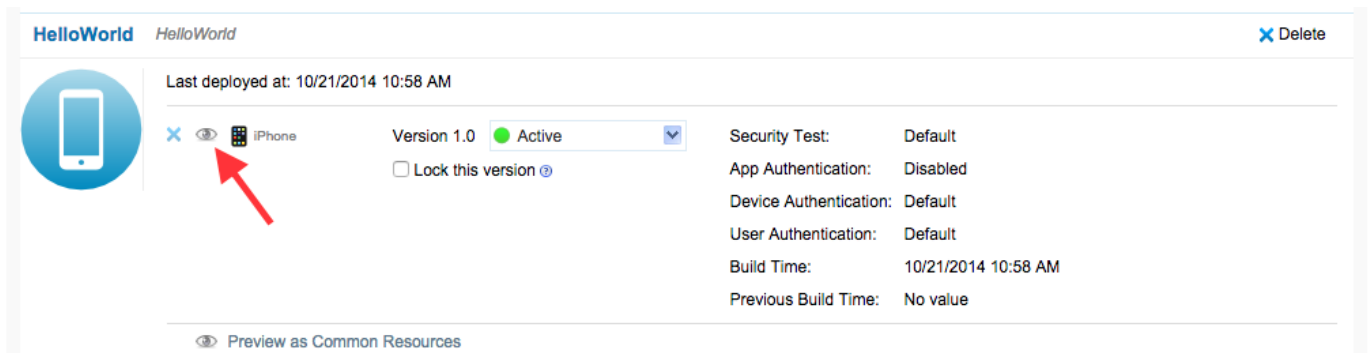 HelloWorld HelloWorld Delete
Last deployed at: 10/21/2014 10:58 AM
iPhone Version 1.0 Active Security Test: Default
Lock this version ? App Authentication: Disabled
Device Authentication: Default
User Authentication: Default
Build Time: 10/21/2014 10:58 AM
Previous Build Time: No value
Preview as Common Resources